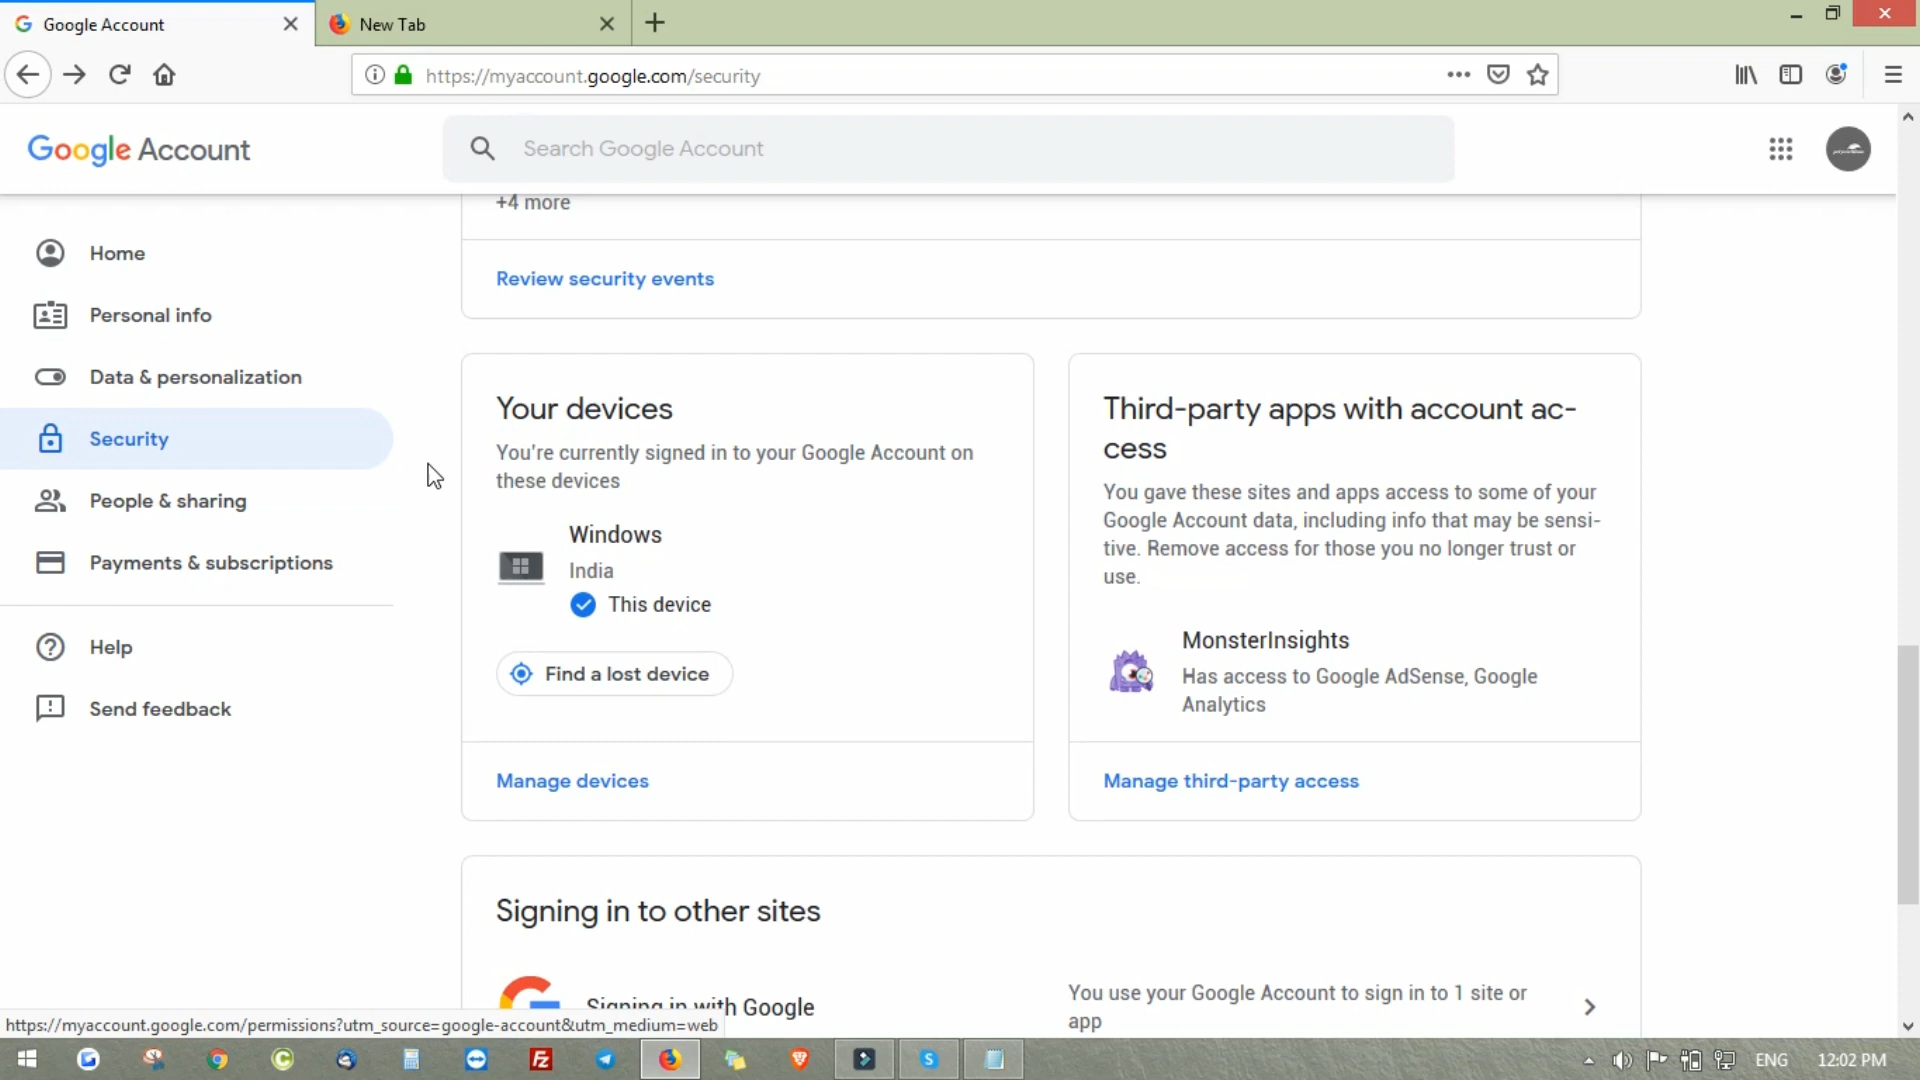 Google Account
New Tab
https://myaccount.google.com/security
Google Account
Search Google Account
+4 more
Home
Review security events
Personal info
Data & personalization
Security
People & sharing
Payments & subscriptions
Help
Send feedback
Your devices
You're currently signed in to your Google Account on
these devices
Windows
India
This device
Find a lost device
Manage devices
Third-party apps with account ac-
cess
You gave these sites and apps access to some of your
Google Account data, including info that may be sensi-
tive. Remove access for those you no longer trust or
use.
MonsterInsights
Has access to Google AdSense, Google
Analytics
Manage third-party access
Signing in to other sites
Signing in with Google
You use your Google Account to sign in to 1 site or
app
https://myaccount.google.com/permissions?utm_source=google-account&utm_medium=web
ENG
12:02 PM